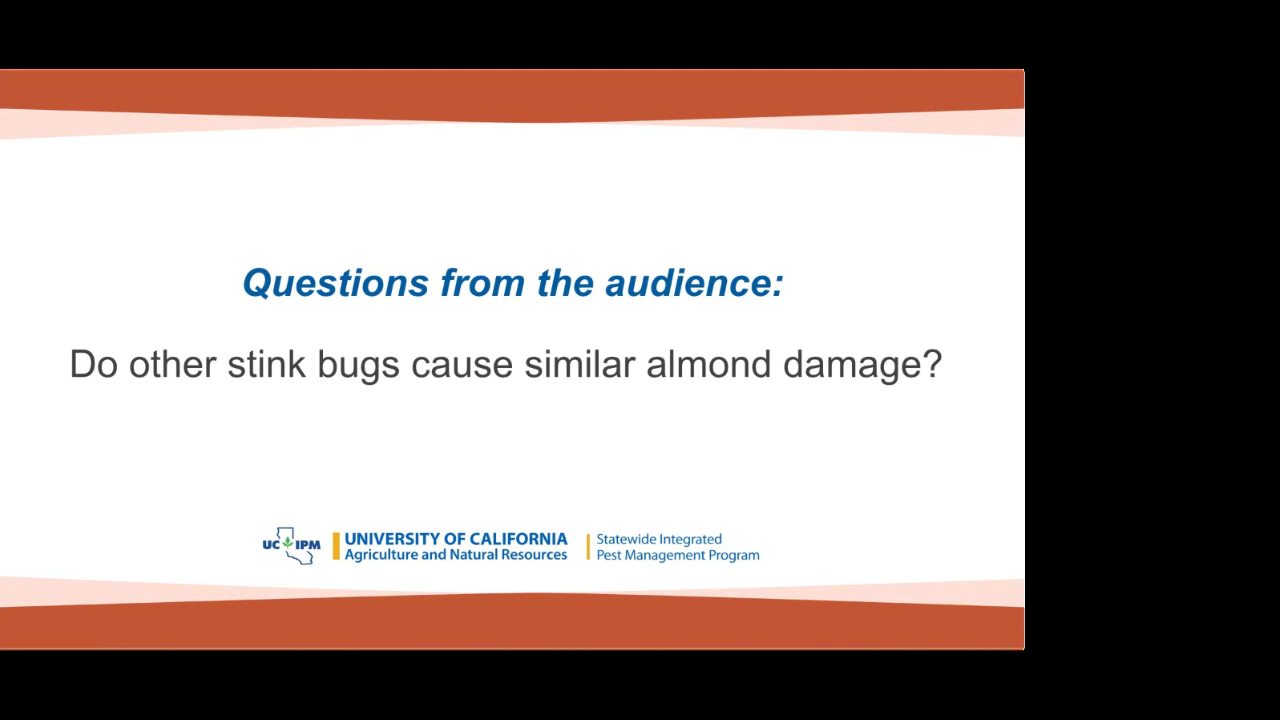 Questions from the audience:
Do other stink bugs cause similar almond damage?
UC IPM
UNIVERSITY OF CALIFORNIA
Agriculture and Natural Resources
Statewide Integrated
Pest Management Program